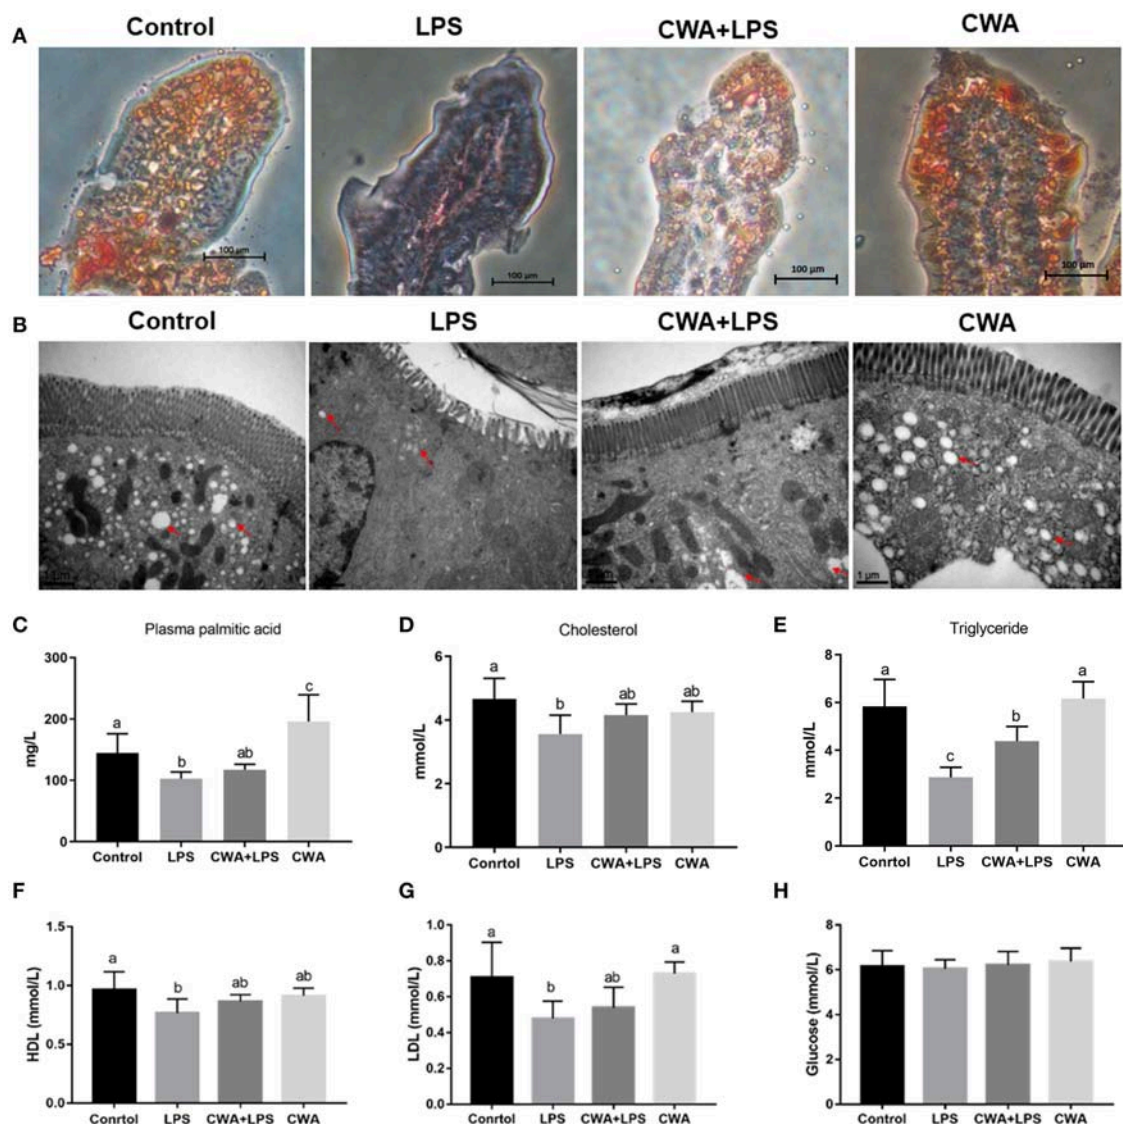 A
Control LPS CWA+LPS CWA
100 μm 100 μm 100 μm 100 μm
B
Control LPS CWA+LPS CWA
1 μm
C
Plasma palmitic acid
mg/L
300
200
100
0
a b ab c
Control LPS CWA+LPS CWA
D
Cholesterol
mmol/L
6
4
2
0
a b ab ab
Conrtol LPS CWA+LPS CWA
E
Triglyceride
mmol/L
8
6
4
2
0
a c b a
Conrtol LPS CWA+LPS CWA
F
HDL (mmol/L)
1.5
1.0
0.5
0.0
a b ab ab
Conrtol LPS CWA+LPS CWA
G
LDL (mmol/L)
1.0
0.8
0.6
0.4
0.2
0.0
a b ab a
Conrtol LPS CWA+LPS CWA
H
Glucose (mmol/L)
8
6
4
2
0
Control LPS CWA+LPS CWA